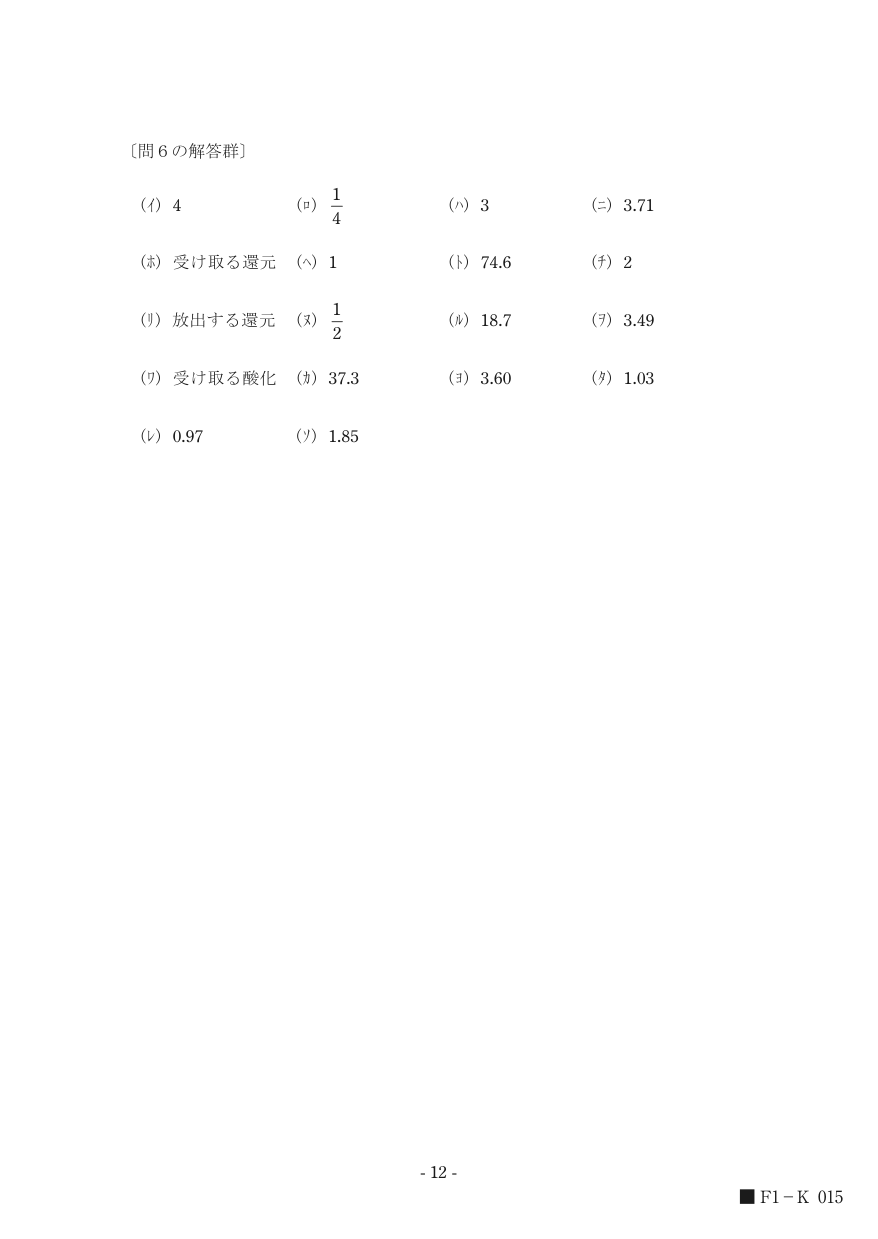 〔問６の解答群〕
(ｲ) 4 (ﾛ) 1/4 (ﾊ) 3 (ﾆ) 3.71
(ﾎ) 受け取る還元 (ﾍ) 1 (ﾄ) 74.6 (ﾁ) 2
(ﾘ) 放出する還元 (ﾇ) 1/2 (ﾙ) 18.7 (ｦ) 3.49
(ﾜ) 受け取る酸化 (ｶ) 37.3 (ﾖ) 3.60 (ﾀ) 1.03
(ﾚ) 0.97 (ｿ) 1.85
- 12 -
■ F1－K 015